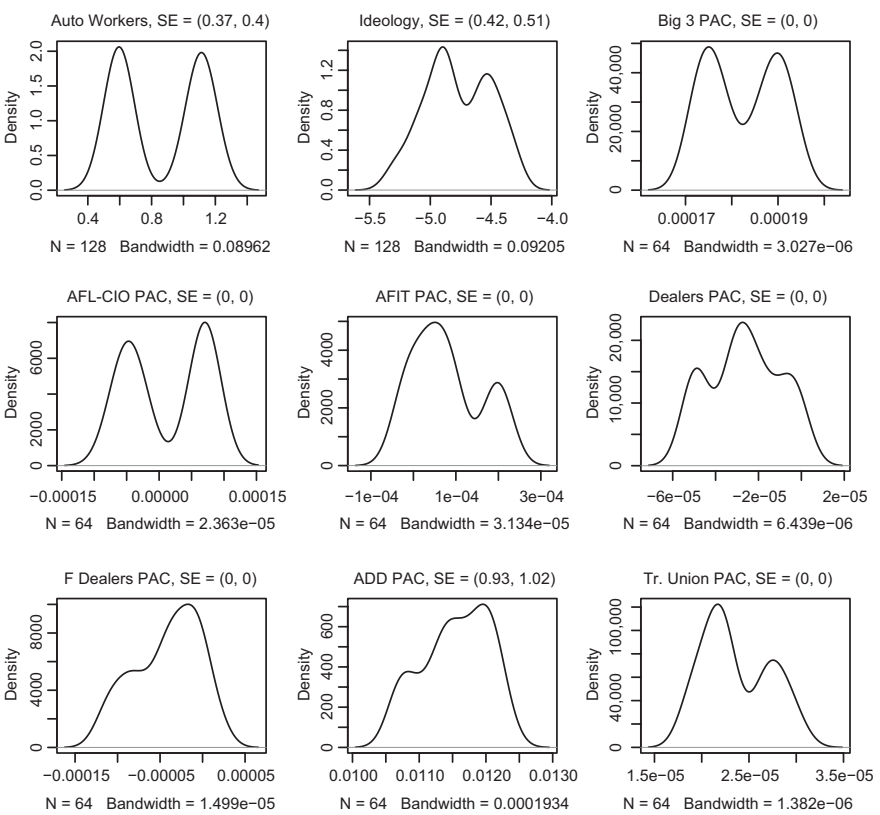 Auto Workers, SE = (0.37, 0.4)
Density
0.0 0.5 1.0 1.5 2.0
0.4 0.8 1.2
N = 128 Bandwidth = 0.08962
Ideology, SE = (0.42, 0.51)
Density
0.0 0.4 0.8 1.2
−5.5 −5.0 −4.5 −4.0
N = 128 Bandwidth = 0.09205
Big 3 PAC, SE = (0, 0)
Density
0 20,000 40,000
0.00017 0.00019
N = 64 Bandwidth = 3.027e−06
AFL-CIO PAC, SE = (0, 0)
Density
0 2000 6000
−0.00015 0.00000 0.00015
N = 64 Bandwidth = 2.363e−05
AFIT PAC, SE = (0, 0)
Density
0 2000 4000
−1e−04 1e−04 3e−04
N = 64 Bandwidth = 3.134e−05
Dealers PAC, SE = (0, 0)
Density
0 10,000 20,000
−6e−05 −2e−05 2e−05
N = 64 Bandwidth = 6.439e−06
F Dealers PAC, SE = (0, 0)
Density
0 4000 8000
−0.00015 −0.00005 0.00005
N = 64 Bandwidth = 1.499e−05
ADD PAC, SE = (0.93, 1.02)
Density
0 200 400 600
0.0100 0.0110 0.0120 0.0130
N = 64 Bandwidth = 0.0001934
Tr. Union PAC, SE = (0, 0)
Density
0 40,000 100,000
1.5e−05 2.5e−05 3.5e−05
N = 64 Bandwidth = 1.382e−06